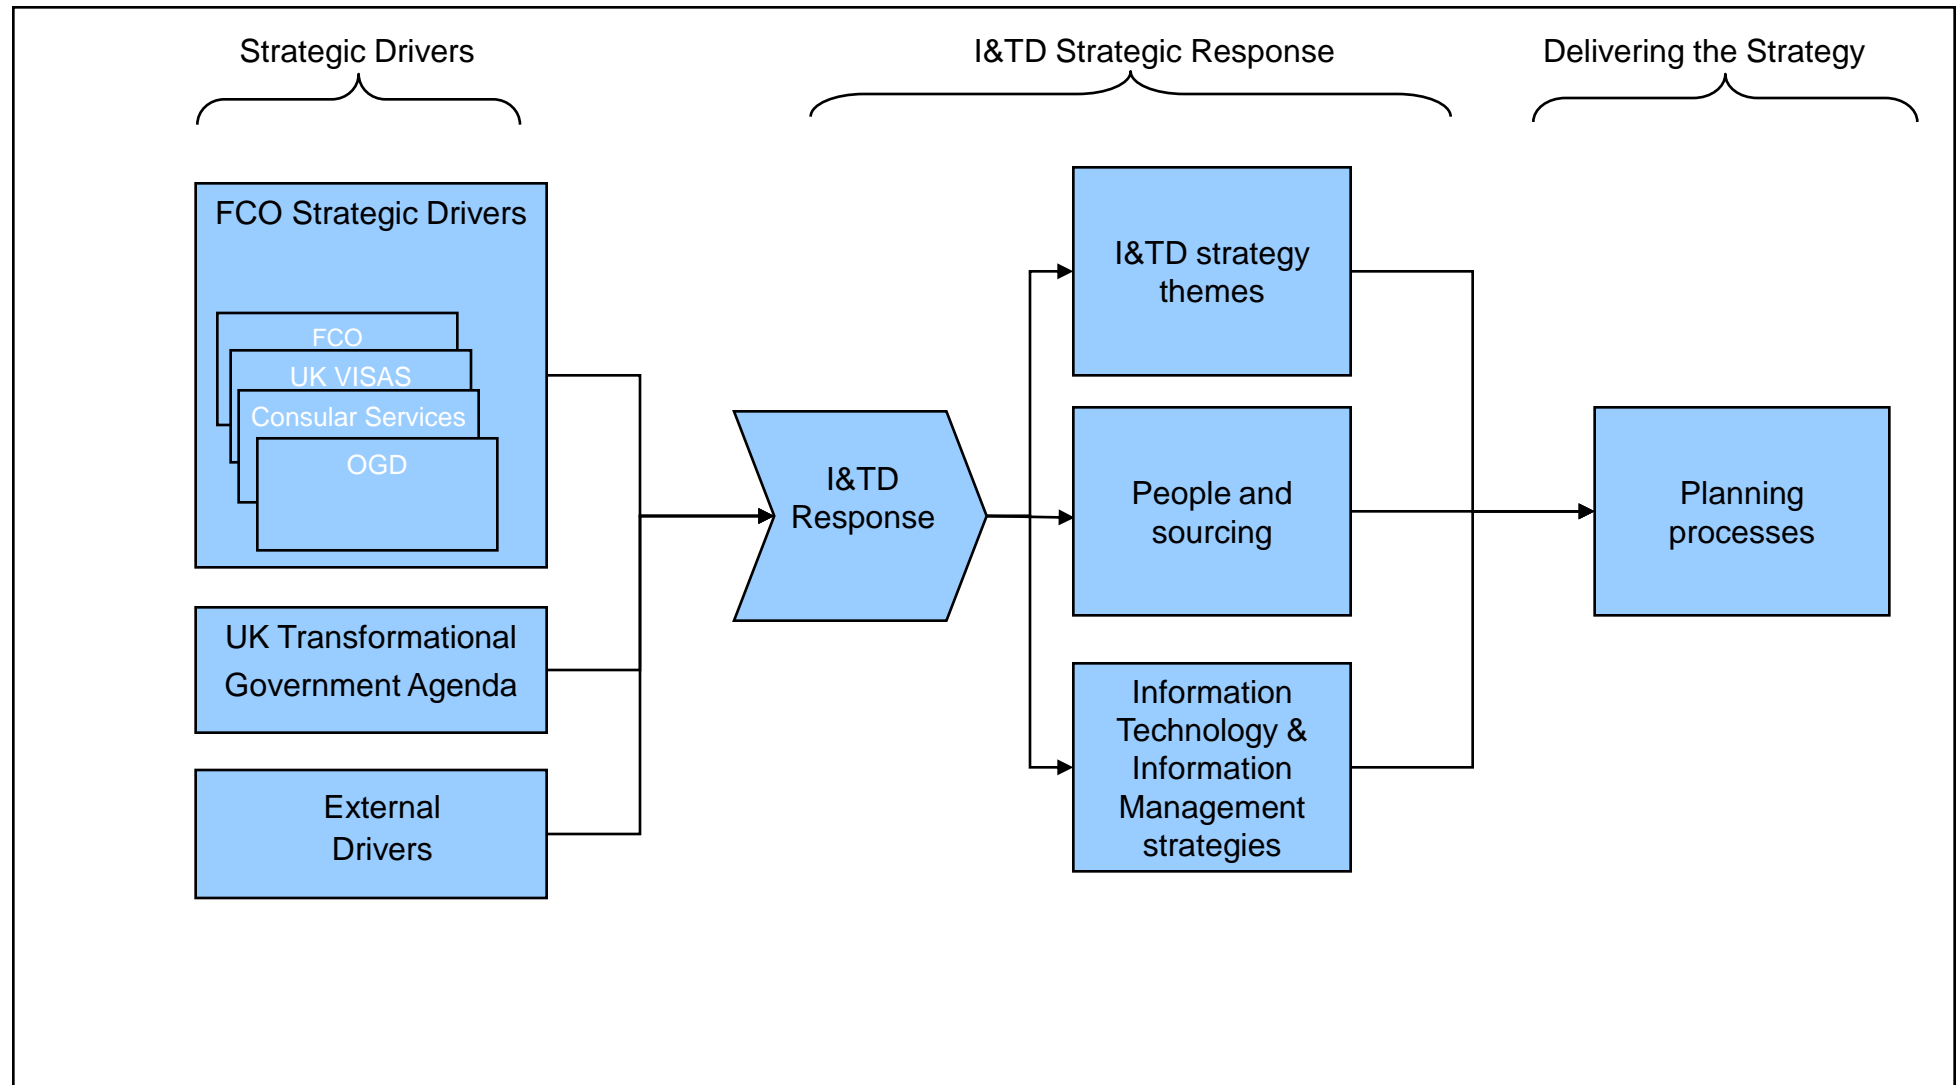 Strategic Drivers
I&TD Strategic Response
Delivering the Strategy
FCO Strategic Drivers
FCO
UK VISAS
Consular Services
OGD
UK Transformational
Government Agenda
External
Drivers
I&TD
Response
I&TD strategy
themes
People and
sourcing
Information
Technology &
Information
Management
strategies
Planning
processes